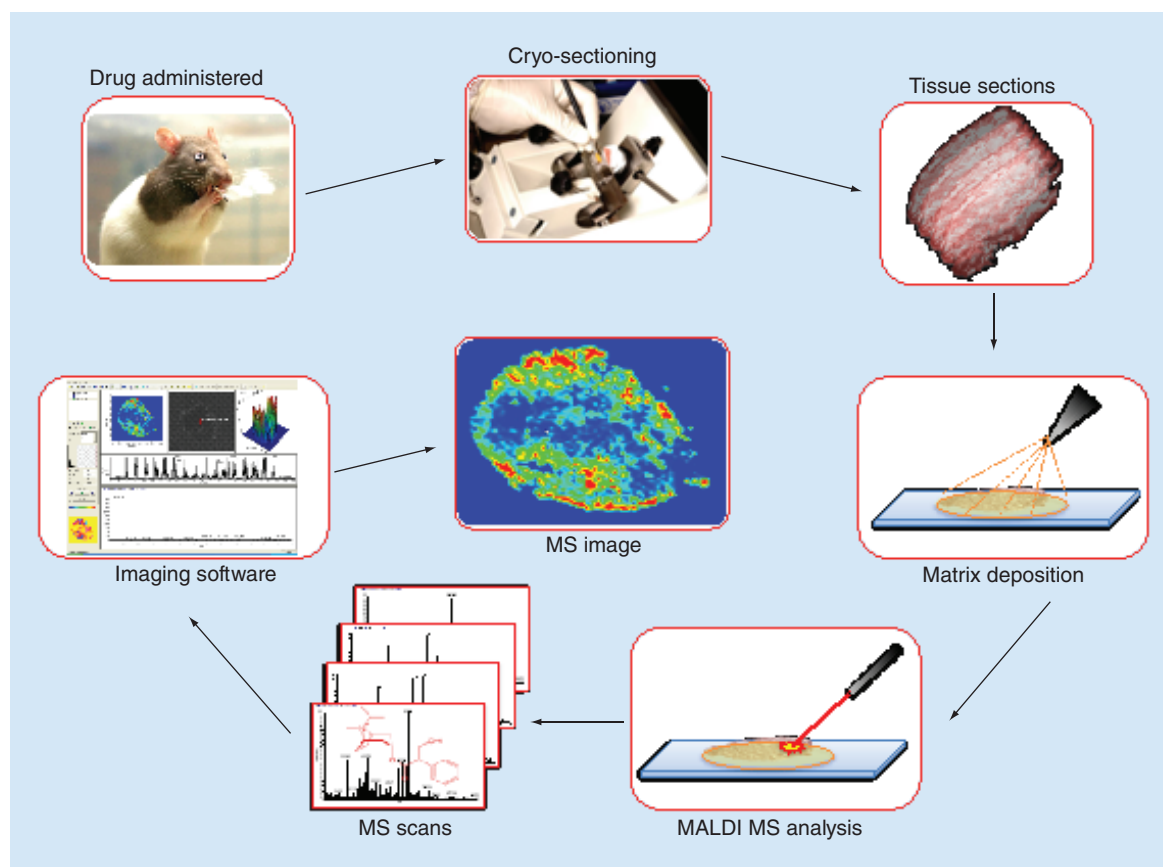 Drug administered
Cryo-sectioning
Tissue sections
Matrix deposition
MALDI MS analysis
MS scans
Imaging software
MS image